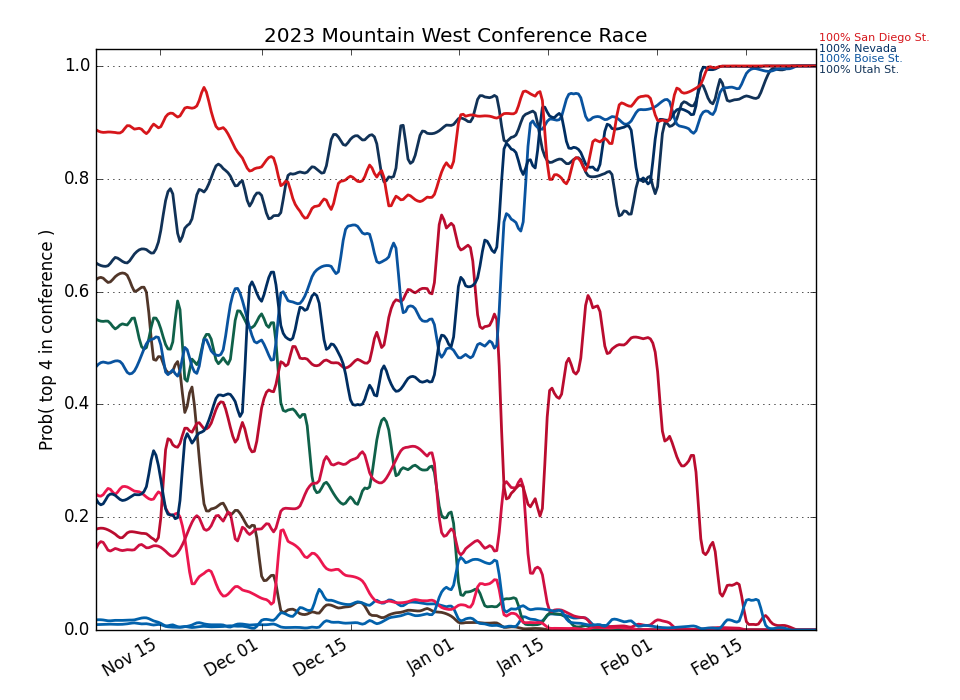 2023 Mountain West Conference Race
100% San Diego St.
100% Nevada
100% Boise St.
100% Utah St.
Prob( top 4 in conference )
1.0
0.8
0.6
0.4
0.2
0.0
Nov 15
Dec 01
Dec 15
Jan 01
Jan 15
Feb 01
Feb 15